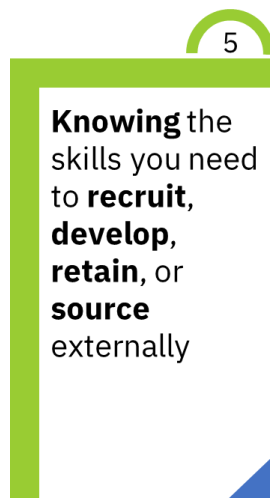 5
Knowing the
skills you need
to recruit,
develop,
retain, or
source
externally